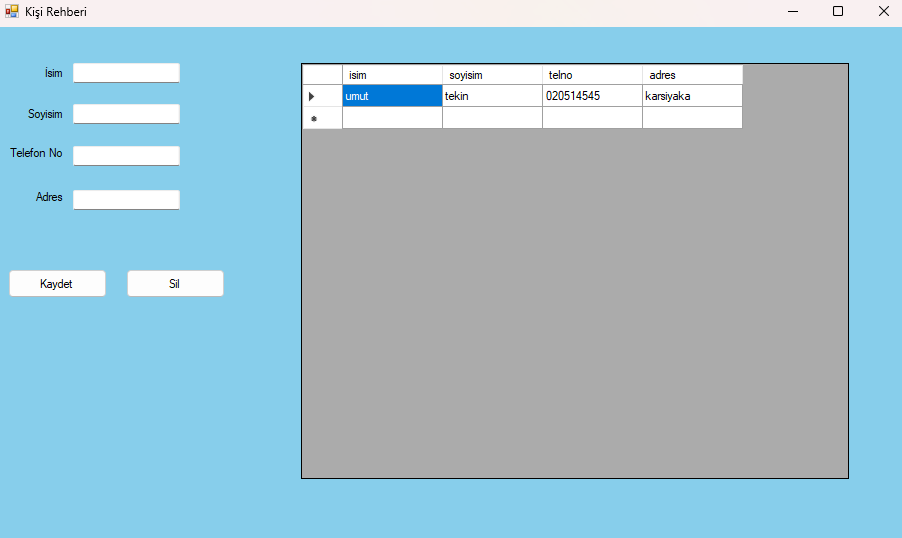 Kişi Rehberi
İsim
Soyisim
Telefon No
Adres
Kaydet Sil
isim soyisim telno adres
umut tekin 020514545 karsiyaka